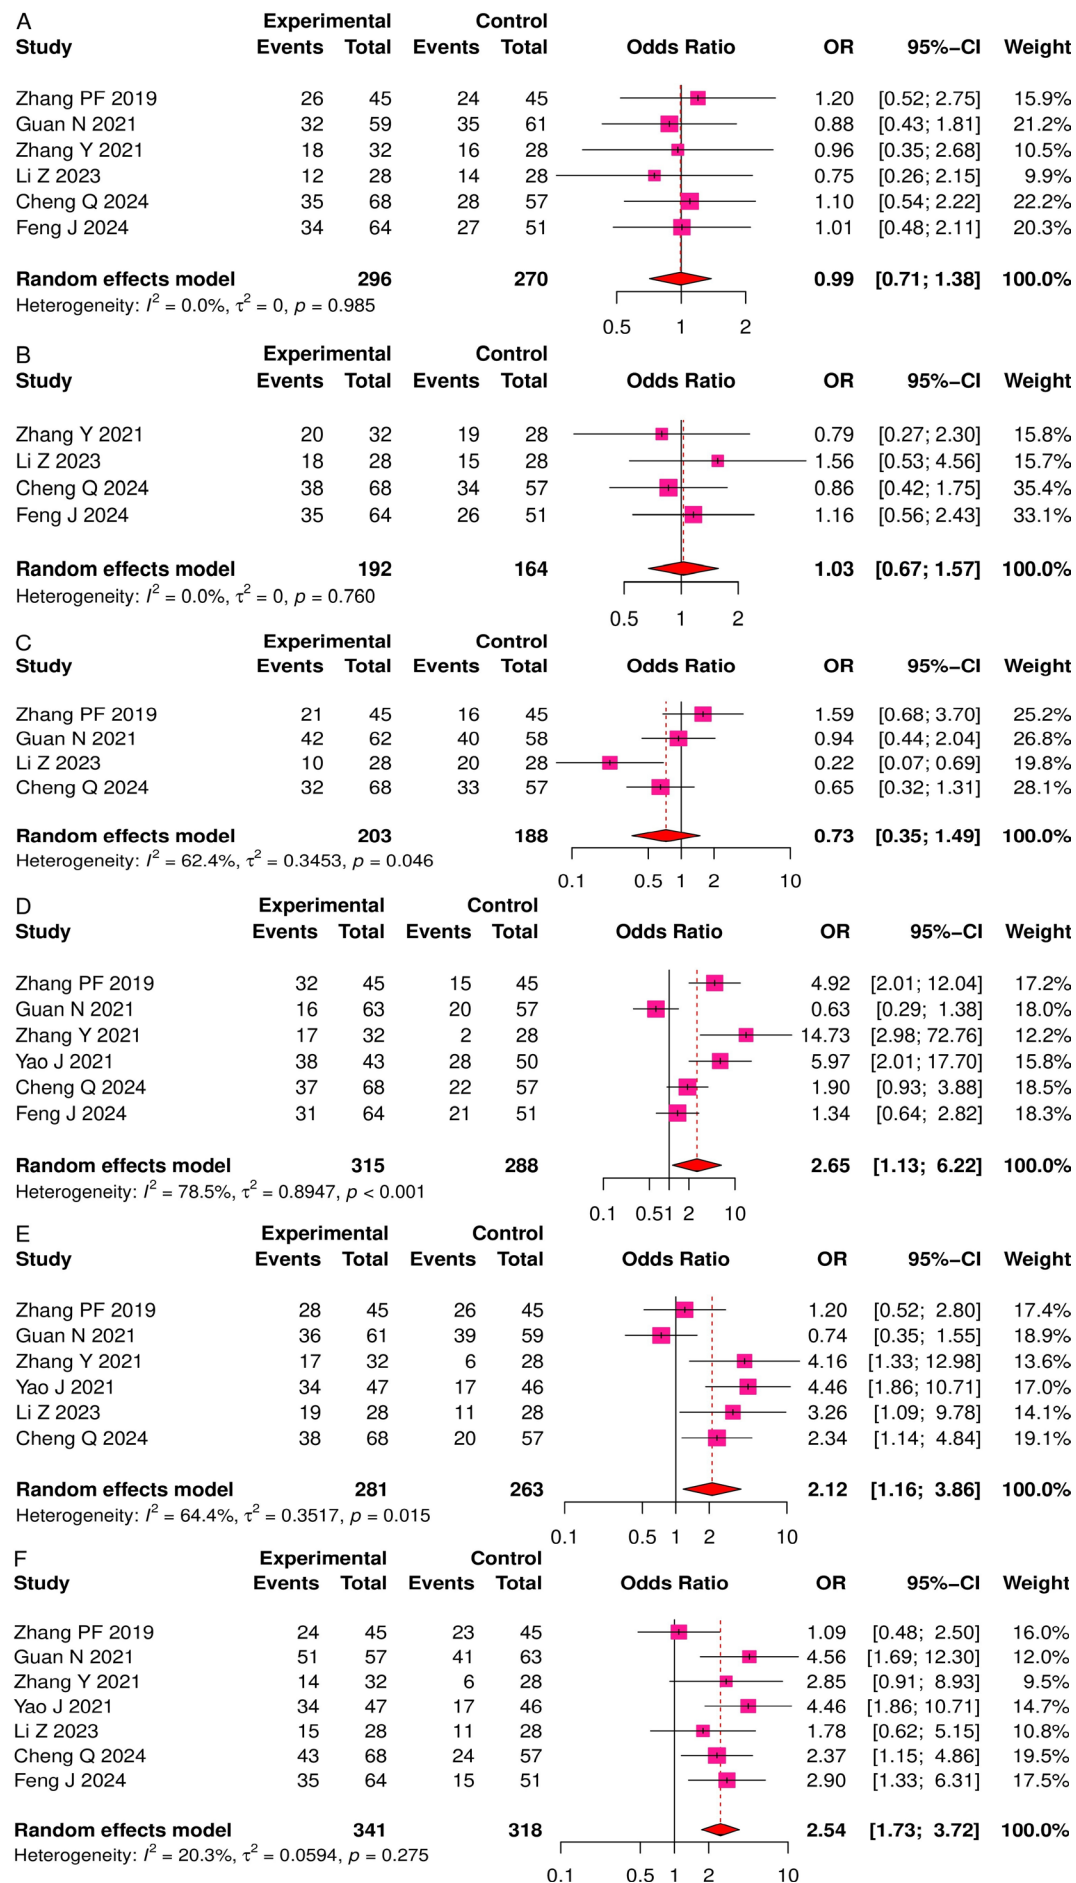 A Experimental Control
Study Events Total Events Total Odds Ratio OR 95%−CI Weight
Zhang PF 2019 26 45 24 45 1.20 [0.52; 2.75] 15.9%
Guan N 2021 32 59 35 61 0.88 [0.43; 1.81] 21.2%
Zhang Y 2021 18 32 16 28 0.96 [0.35; 2.68] 10.5%
Li Z 2023 12 28 14 28 0.75 [0.26; 2.15] 9.9%
Cheng Q 2024 35 68 28 57 1.10 [0.54; 2.22] 22.2%
Feng J 2024 34 64 27 51 1.01 [0.48; 2.11] 20.3%
Random effects model 296 270 0.99 [0.71; 1.38] 100.0%
Heterogeneity: I² = 0.0%, τ² = 0, p = 0.985
0.5 1 2
B Experimental Control
Study Events Total Events Total Odds Ratio OR 95%−CI Weight
Zhang Y 2021 20 32 19 28 0.79 [0.27; 2.30] 15.8%
Li Z 2023 18 28 15 28 1.56 [0.53; 4.56] 15.7%
Cheng Q 2024 38 68 34 57 0.86 [0.42; 1.75] 35.4%
Feng J 2024 35 64 26 51 1.16 [0.56; 2.43] 33.1%
Random effects model 192 164 1.03 [0.67; 1.57] 100.0%
Heterogeneity: I² = 0.0%, τ² = 0, p = 0.760
0.5 1 2
C Experimental Control
Study Events Total Events Total Odds Ratio OR 95%−CI Weight
Zhang PF 2019 21 45 16 45 1.59 [0.68; 3.70] 25.2%
Guan N 2021 42 62 40 58 0.94 [0.44; 2.04] 26.8%
Li Z 2023 10 28 20 28 0.22 [0.07; 0.69] 19.8%
Cheng Q 2024 32 68 33 57 0.65 [0.32; 1.31] 28.1%
Random effects model 203 188 0.73 [0.35; 1.49] 100.0%
Heterogeneity: I² = 62.4%, τ² = 0.3453, p = 0.046
0.1 0.5 1 2 10
D Experimental Control
Study Events Total Events Total Odds Ratio OR 95%−CI Weight
Zhang PF 2019 32 45 15 45 4.92 [2.01; 12.04] 17.2%
Guan N 2021 16 63 20 57 0.63 [0.29; 1.38] 18.0%
Zhang Y 2021 17 32 2 28 14.73 [2.98; 72.76] 12.2%
Yao J 2021 38 43 28 50 5.97 [2.01; 17.70] 15.8%
Cheng Q 2024 37 68 22 57 1.90 [0.93; 3.88] 18.5%
Feng J 2024 31 64 21 51 1.34 [0.64; 2.82] 18.3%
Random effects model 315 288 2.65 [1.13; 6.22] 100.0%
Heterogeneity: I² = 78.5%, τ² = 0.8947, p < 0.001
0.1 0.5 1 2 10
E Experimental Control
Study Events Total Events Total Odds Ratio OR 95%−CI Weight
Zhang PF 2019 28 45 26 45 1.20 [0.52; 2.80] 17.4%
Guan N 2021 36 61 39 59 0.74 [0.35; 1.55] 18.9%
Zhang Y 2021 17 32 6 28 4.16 [1.33; 12.98] 13.6%
Yao J 2021 34 47 17 46 4.46 [1.86; 10.71] 17.0%
Li Z 2023 19 28 11 28 3.26 [1.09; 9.78] 14.1%
Cheng Q 2024 38 68 20 57 2.34 [1.14; 4.84] 19.1%
Random effects model 281 263 2.12 [1.16; 3.86] 100.0%
Heterogeneity: I² = 64.4%, τ² = 0.3517, p = 0.015
0.1 0.5 1 2 10
F Experimental Control
Study Events Total Events Total Odds Ratio OR 95%−CI Weight
Zhang PF 2019 24 45 23 45 1.09 [0.48; 2.50] 16.0%
Guan N 2021 51 57 41 63 4.56 [1.69; 12.30] 12.0%
Zhang Y 2021 14 32 6 28 2.85 [0.91; 8.93] 9.5%
Yao J 2021 34 47 17 46 4.46 [1.86; 10.71] 14.7%
Li Z 2023 15 28 11 28 1.78 [0.62; 5.15] 10.8%
Cheng Q 2024 43 68 24 57 2.37 [1.15; 4.86] 19.5%
Feng J 2024 35 64 15 51 2.90 [1.33; 6.31] 17.5%
Random effects model 341 318 2.54 [1.73; 3.72] 100.0%
Heterogeneity: I² = 20.3%, τ² = 0.0594, p = 0.275
0.1 0.5 1 2 10